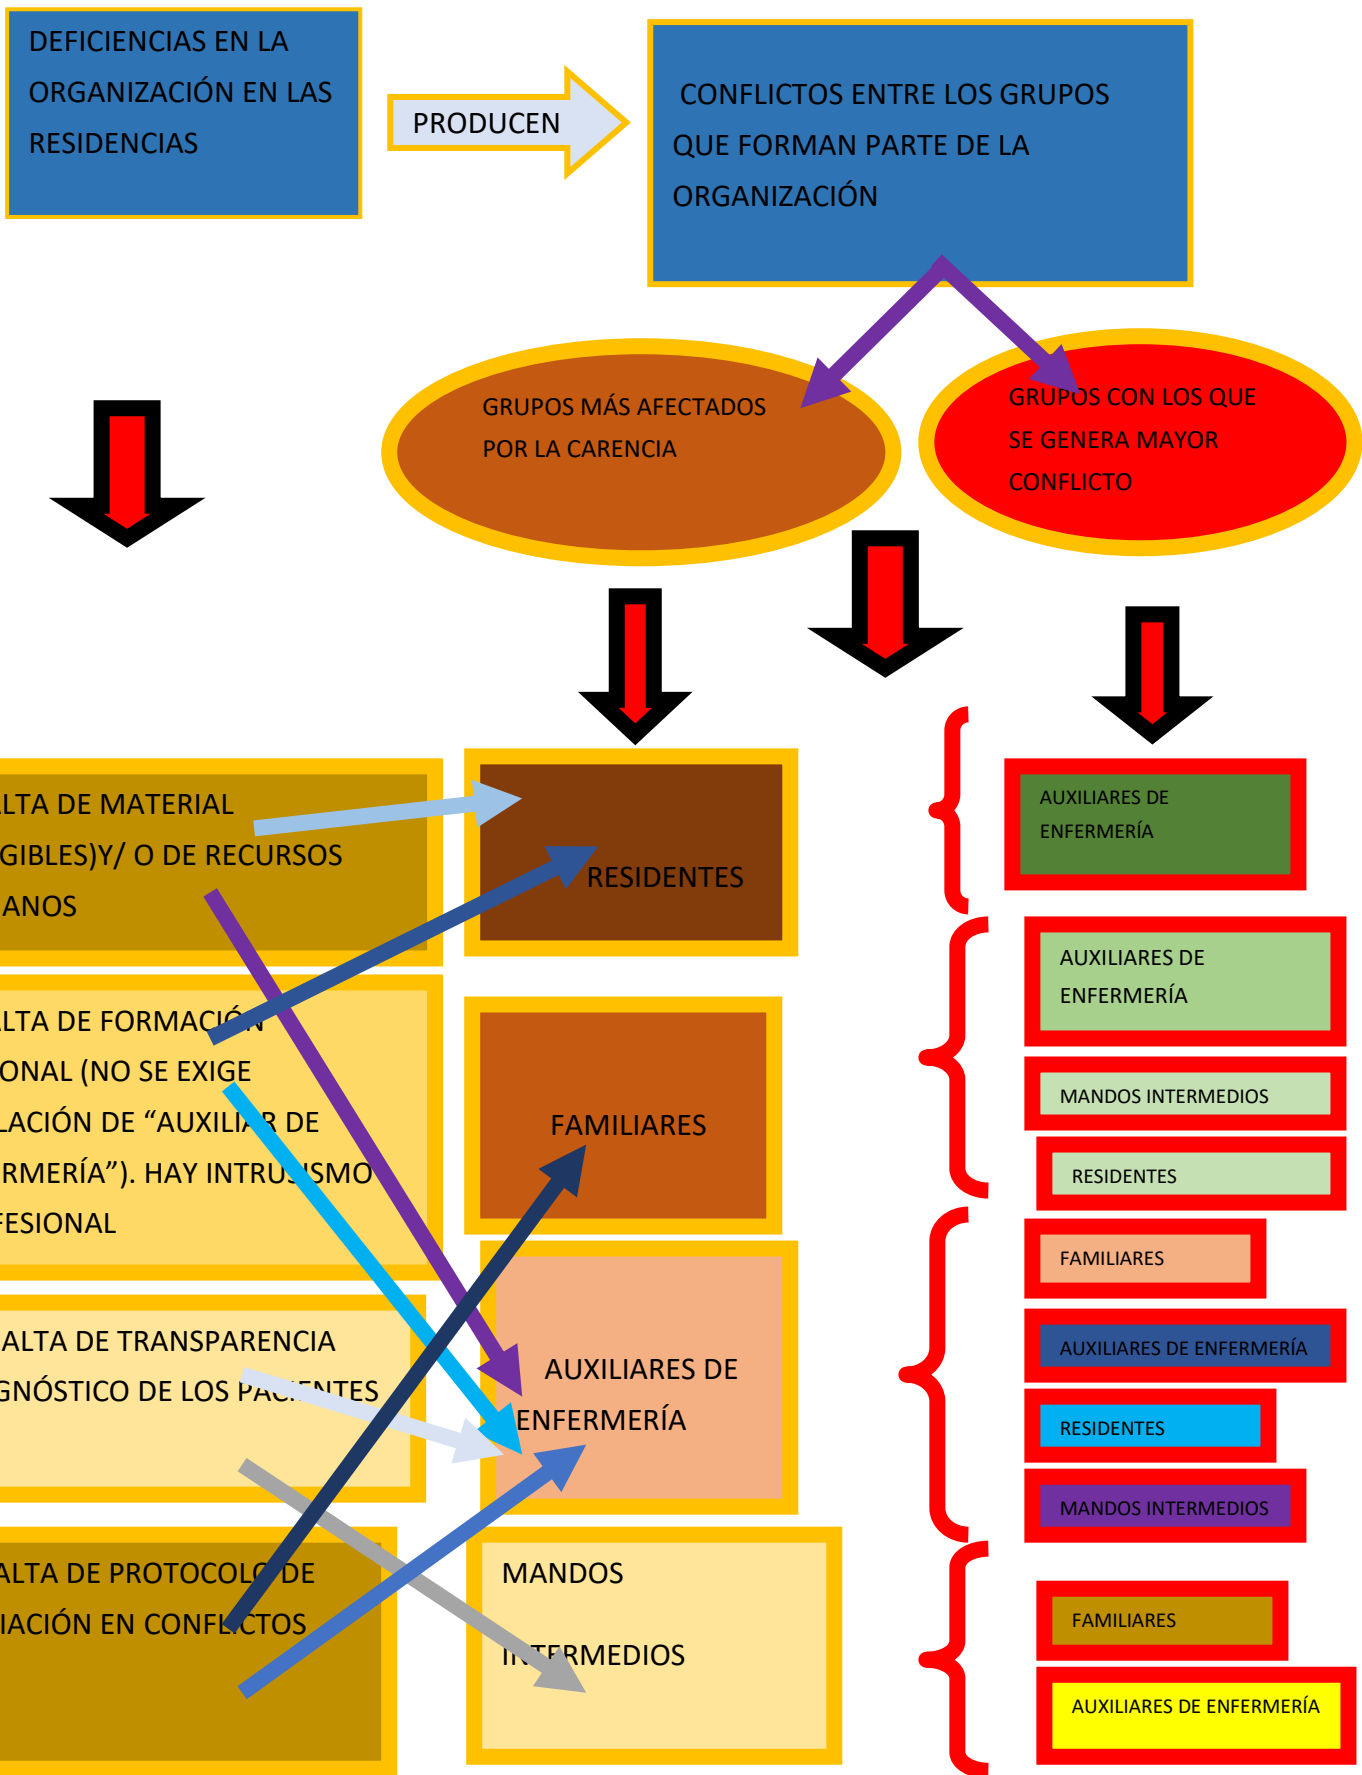 DEFICIENCIAS EN LA
ORGANIZACIÓN EN LAS
RESIDENCIAS
PRODUCEN
CONFLICTOS ENTRE LOS GRUPOS
QUE FORMAN PARTE DE LA
ORGANIZACIÓN
GRUPOS MÁS AFECTADOS
POR LA CARENCIA
GRUPOS CON LOS QUE
SE GENERA MAYOR
CONFLICTO
ALTA DE MATERIAL
GIBLES)Y/ O DE RECURSOS
ANOS
ALTA DE FORMACIÓN
IONAL (NO SE EXIGE
LACIÓN DE “AUXILIAR DE
ERMERÍA”). HAY INTRUSISMO
FESIONAL
ALTA DE TRANSPARENCIA
GNÓSTICO DE LOS PACIENTES
ALTA DE PROTOCOLO DE
IACIÓN EN CONFLICTOS
RESIDENTES
FAMILIARES
AUXILIARES DE
ENFERMERÍA
MANDOS
INTERMEDIOS
AUXILIARES DE
ENFERMERÍA
AUXILIARES DE
ENFERMERÍA
MANDOS INTERMEDIOS
RESIDENTES
FAMILIARES
AUXILIARES DE ENFERMERÍA
RESIDENTES
MANDOS INTERMEDIOS
FAMILIARES
AUXILIARES DE ENFERMERÍA